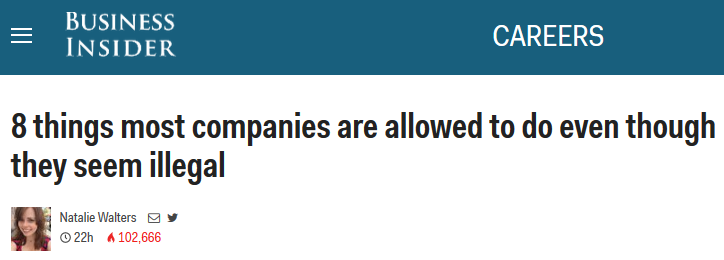 BUSINESS
INSIDER
CAREERS
8 things most companies are allowed to do even though
they seem illegal
Natalie Walters
22h 102,666